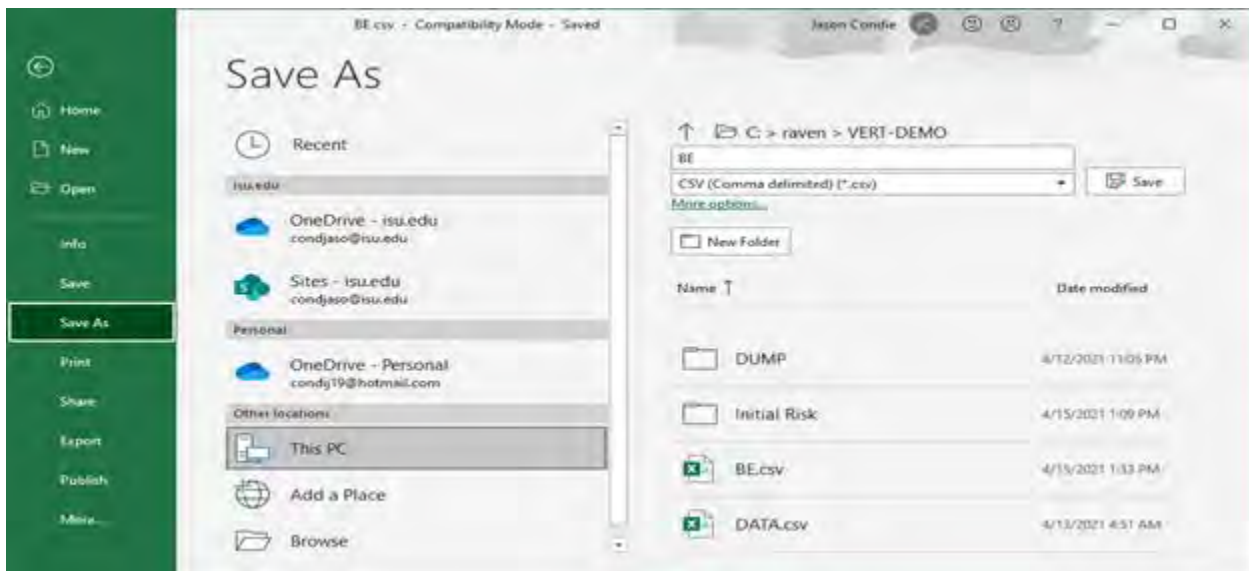 BE.csv - Compatibility Mode - Saved
Jason Condie
?
Save As
Home
New
Open
Info
Save
Save As
Print
Share
Export
Publish
More...
Recent
isu.edu
OneDrive - isu.edu
condjaso@isu.edu
Sites - isu.edu
condjaso@isu.edu
Personal
OneDrive - Personal
condij19@hotmail.com
Other locations
This PC
Add a Place
Browse
C: > raven > VERT-DEMO
BE
CSV (Comma delimited) (*.csv)
Save
More options...
New Folder
Name ↑
Date modified
DUMP
4/12/2021 11:05 PM
Initial Risk
4/15/2021 1:09 PM
BE.csv
4/15/2021 1:33 PM
DATA.csv
4/13/2021 4:51 AM